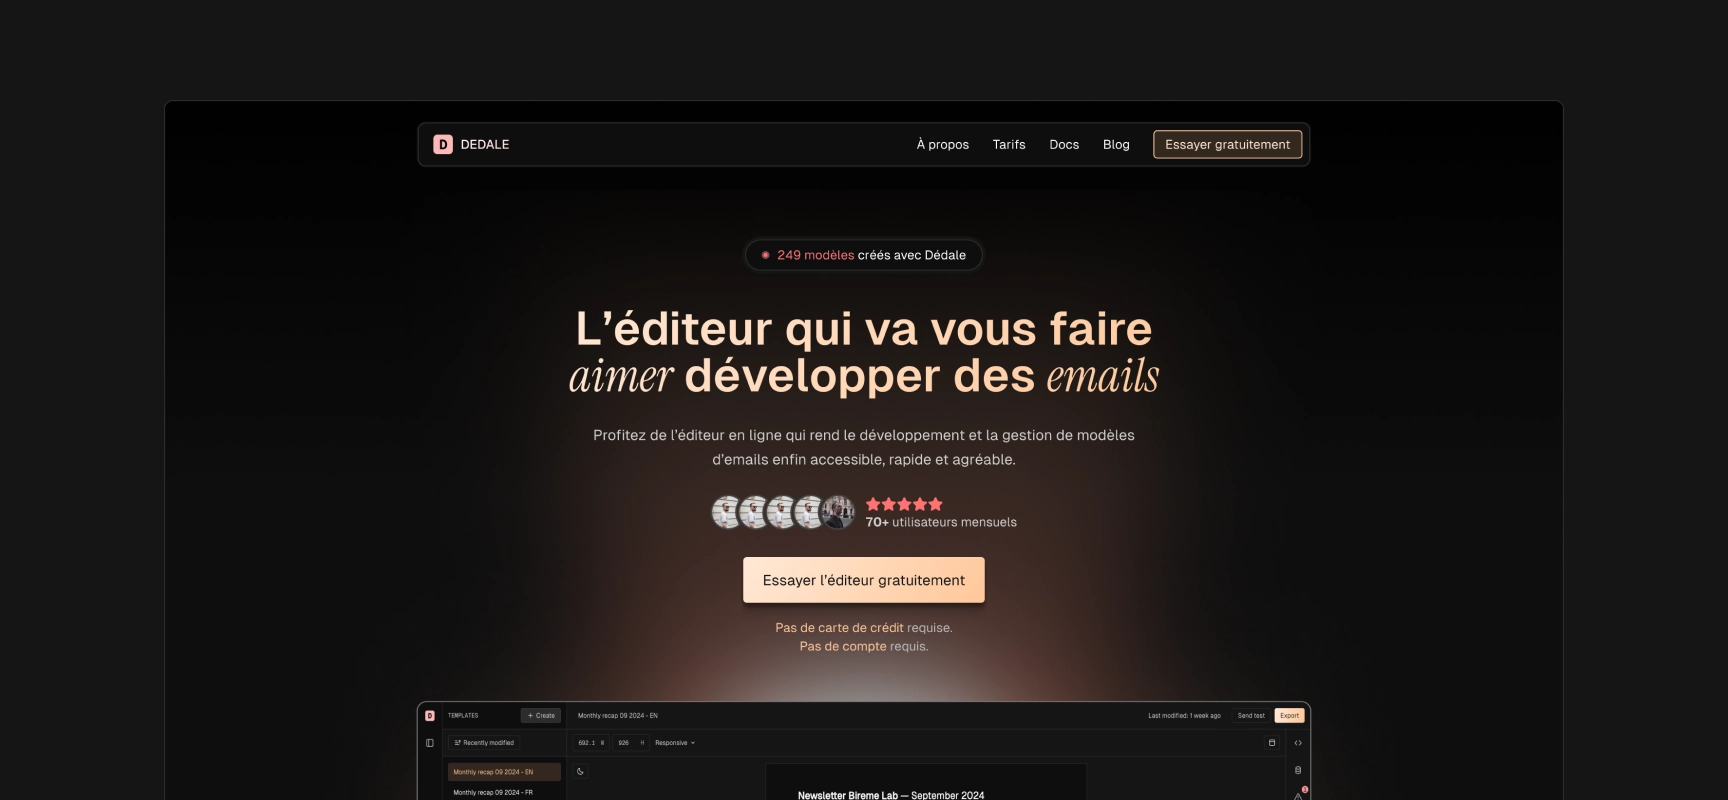 D DEDALE
À propos
Tarifs
Docs
Blog
Essayer gratuitement
249 modèles créés avec Dédale
L’éditeur qui va vous faire
aimer développer des emails
Profitez de l’éditeur en ligne qui rend le développement et la gestion de modèles
d’emails enfin accessible, rapide et agréable.
70+ utilisateurs mensuels
Essayer l’éditeur gratuitement
Pas de carte de crédit requise.
Pas de compte requis.
D
TEMPLATES
+ Create
Monthly recap 09 2024 - EN
Last modified: 1 week ago
Send test
Export
Recently modified
692.1 W
926 H
Responsive
Monthly recap 09 2024 - EN
Monthly recap 09 2024 - FR
Newsletter Bireme Lab — September 2024